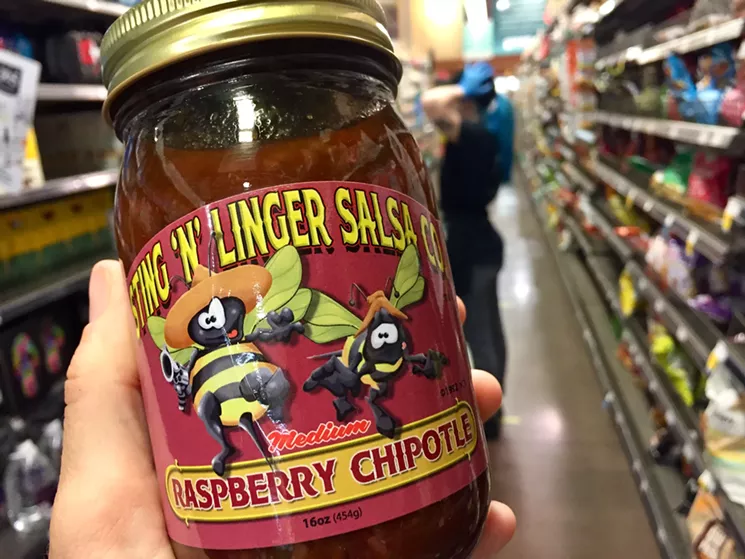 STING 'N' LINGER SALSA CO.
Medium
RASPBERRY CHIPOTLE
16oz (454g)